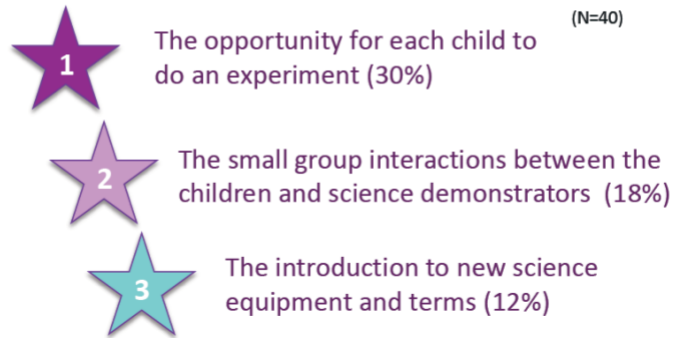 (N=40)
1
The opportunity for each child to
do an experiment (30%)
2
The small group interactions between the
children and science demonstrators (18%)
3
The introduction to new science
equipment and terms (12%)